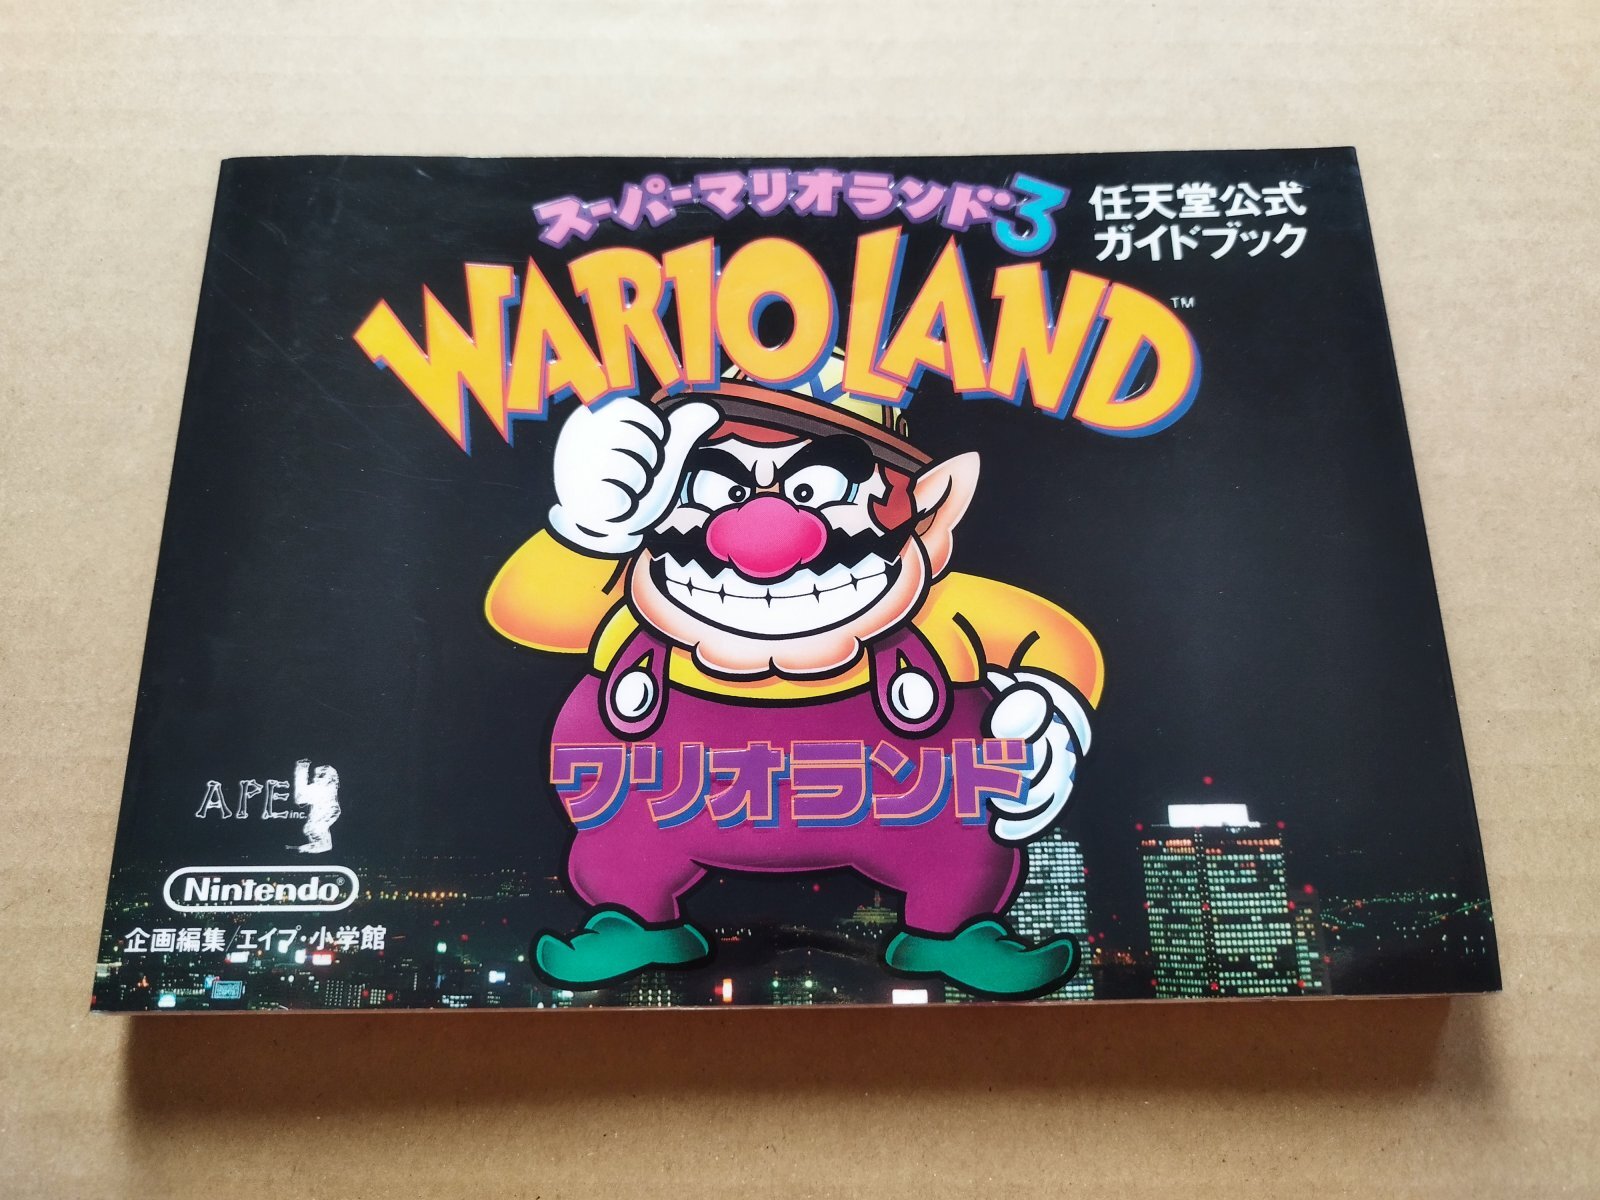 スーパーマリオランド3
任天堂公式
ガイドブック
WARIO LAND™
ワリオランド
APE inc.
Nintendo®
企画編集/エイプ・小学館